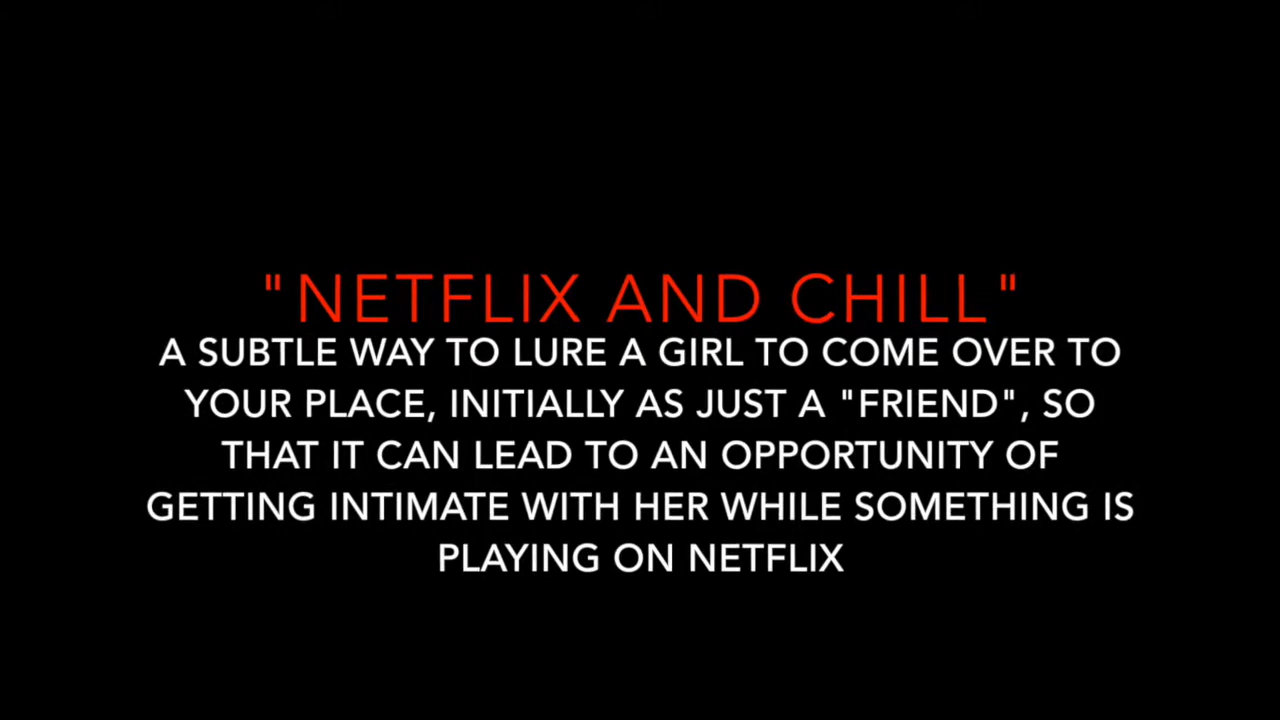 "NETFLIX AND CHILL"
A SUBTLE WAY TO LURE A GIRL TO COME OVER TO
YOUR PLACE, INITIALLY AS JUST A "FRIEND", SO
THAT IT CAN LEAD TO AN OPPORTUNITY OF
GETTING INTIMATE WITH HER WHILE SOMETHING IS
PLAYING ON NETFLIX